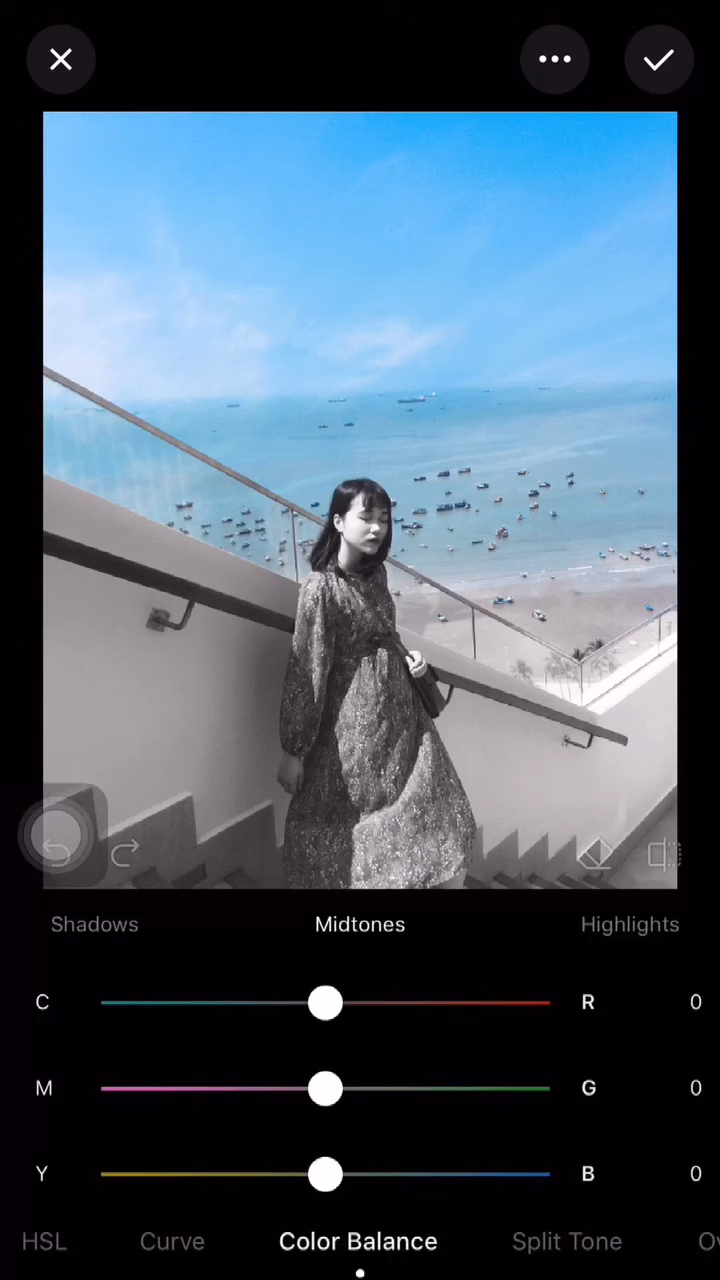 Shadows Midtones Highlights
C R 0
M G 0
Y B 0
HSL Curve Color Balance Split Tone